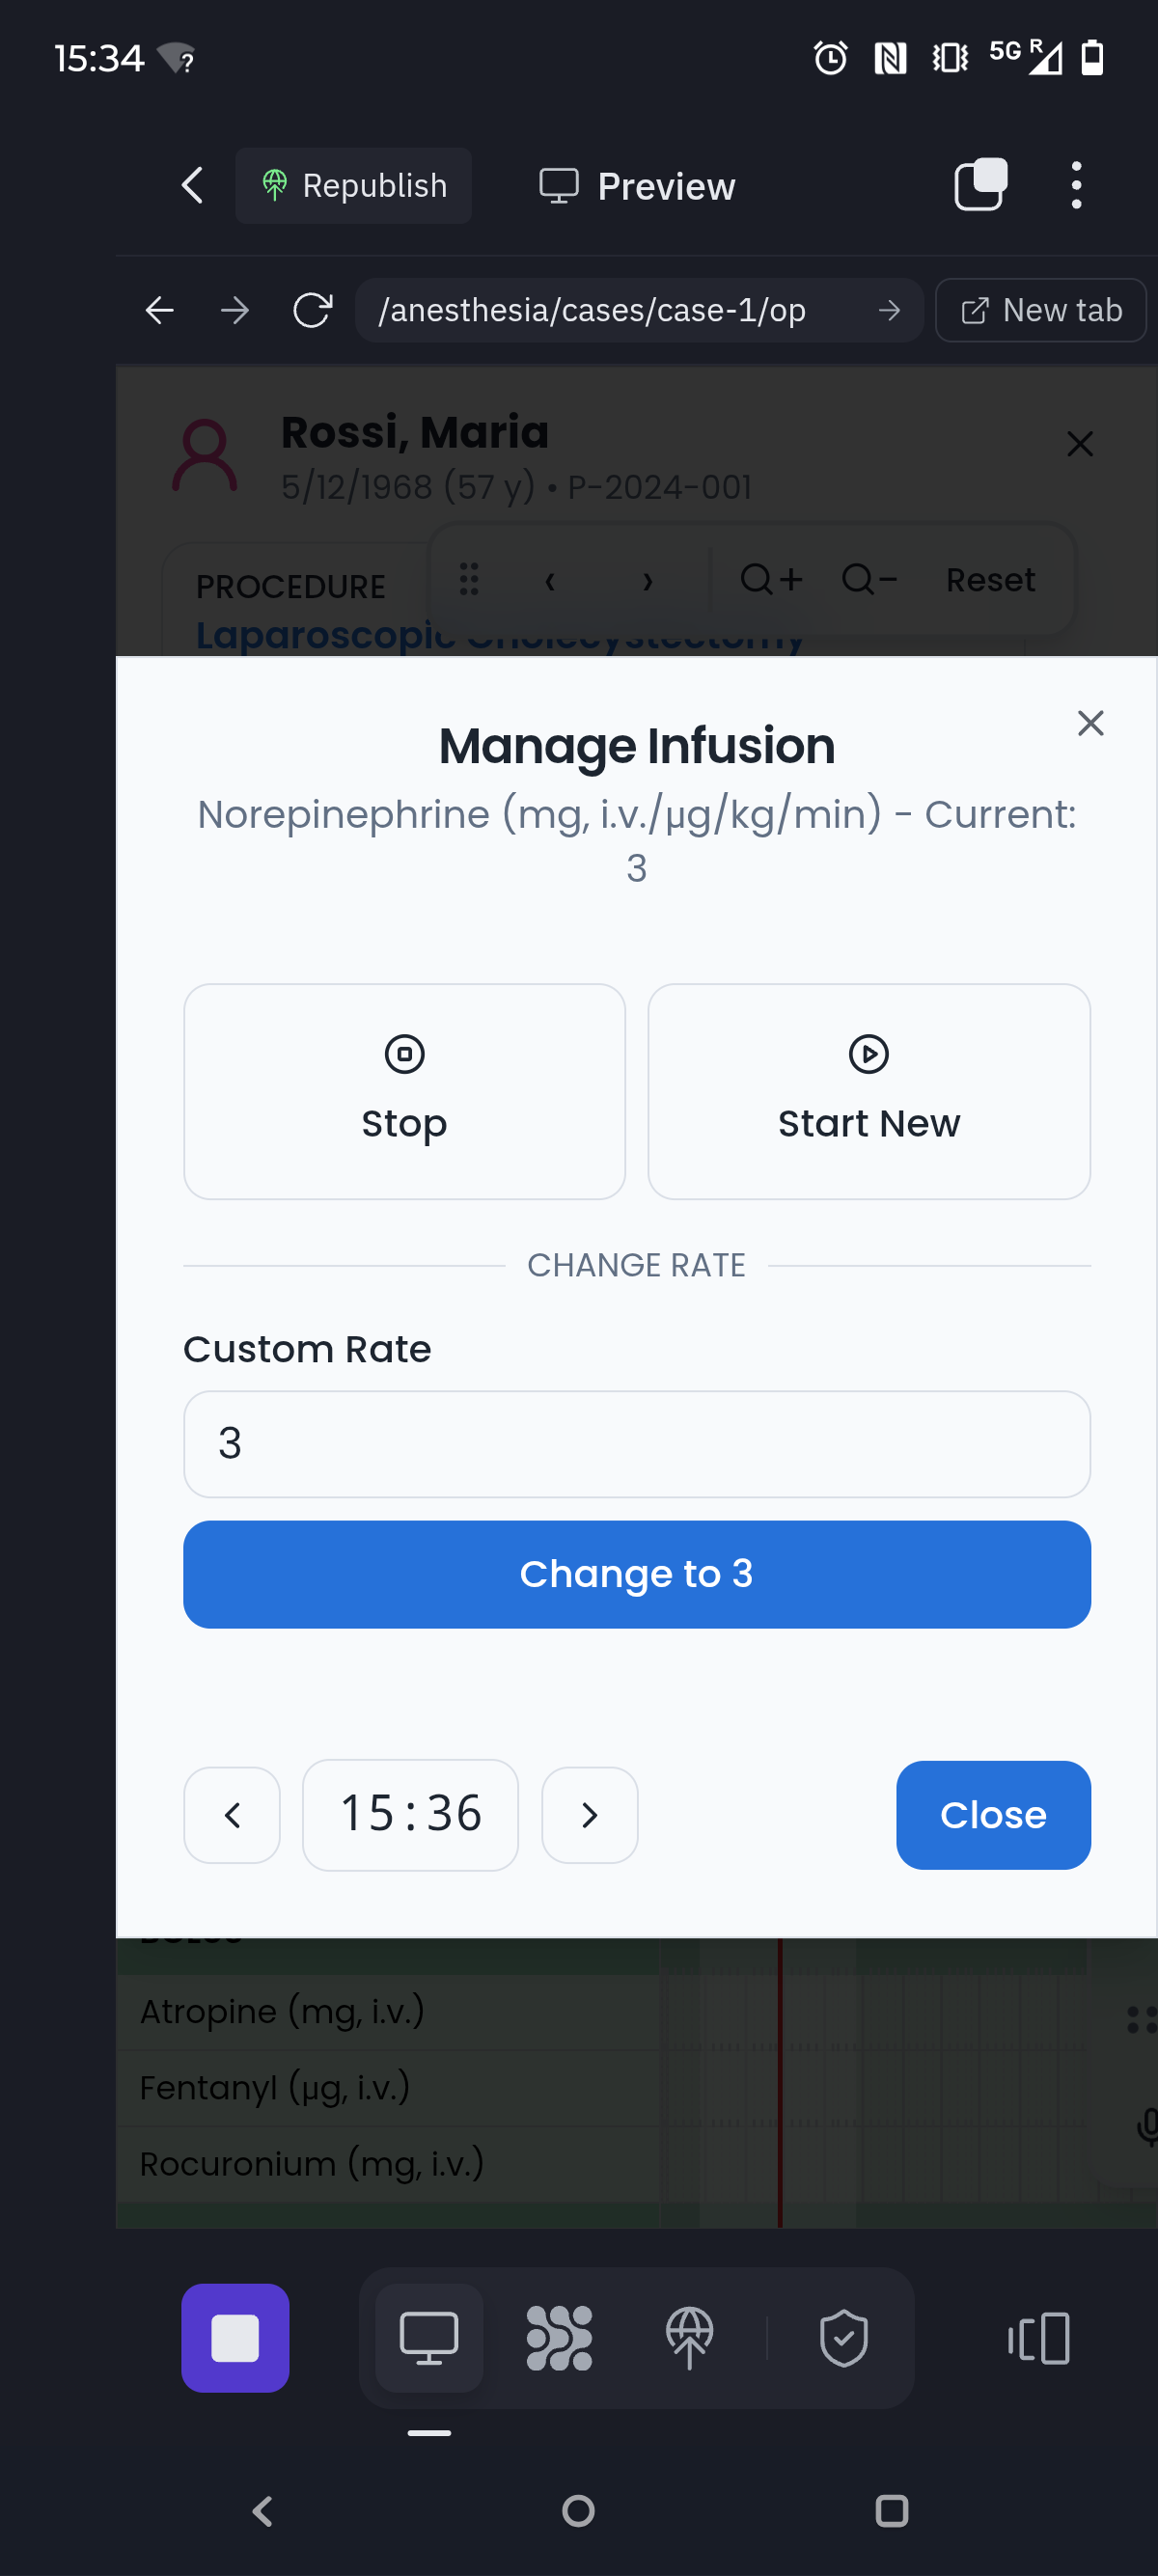 15:34
5G R
Republish
Preview
/anesthesia/cases/case-1/op
New tab
Rossi, Maria
5/12/1968 (57 y) • P-2024-001
PROCEDURE
Reset
Laparoscopic Cholecystectomy
Manage Infusion
Norepinephrine (mg, i.v./μg/kg/min) - Current:
3
Stop
Start New
CHANGE RATE
Custom Rate
3
Change to 3
15:36
Close
Atropine (mg, i.v.)
Fentanyl (μg, i.v.)
Rocuronium (mg, i.v.)